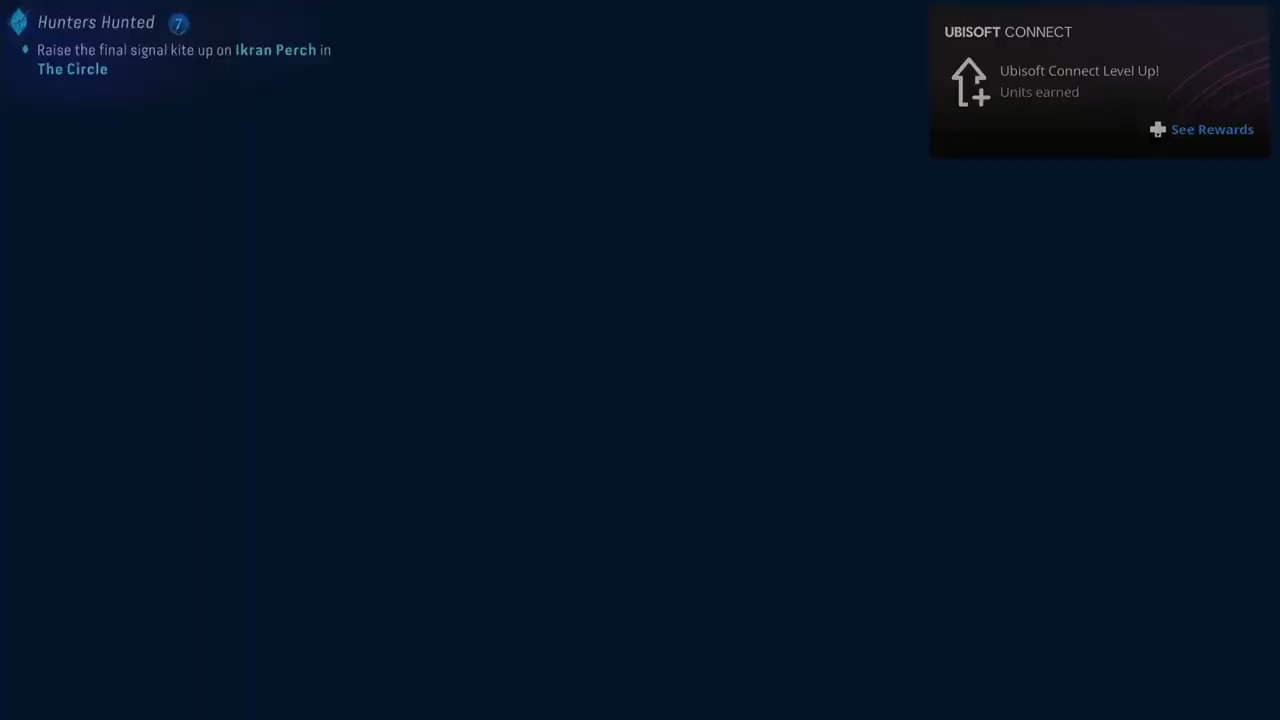 Hunters Hunted 7
Raise the final signal kite up on Ikran Perch in
The Circle
UBISOFT CONNECT
Ubisoft Connect Level Up!
Units earned
See Rewards